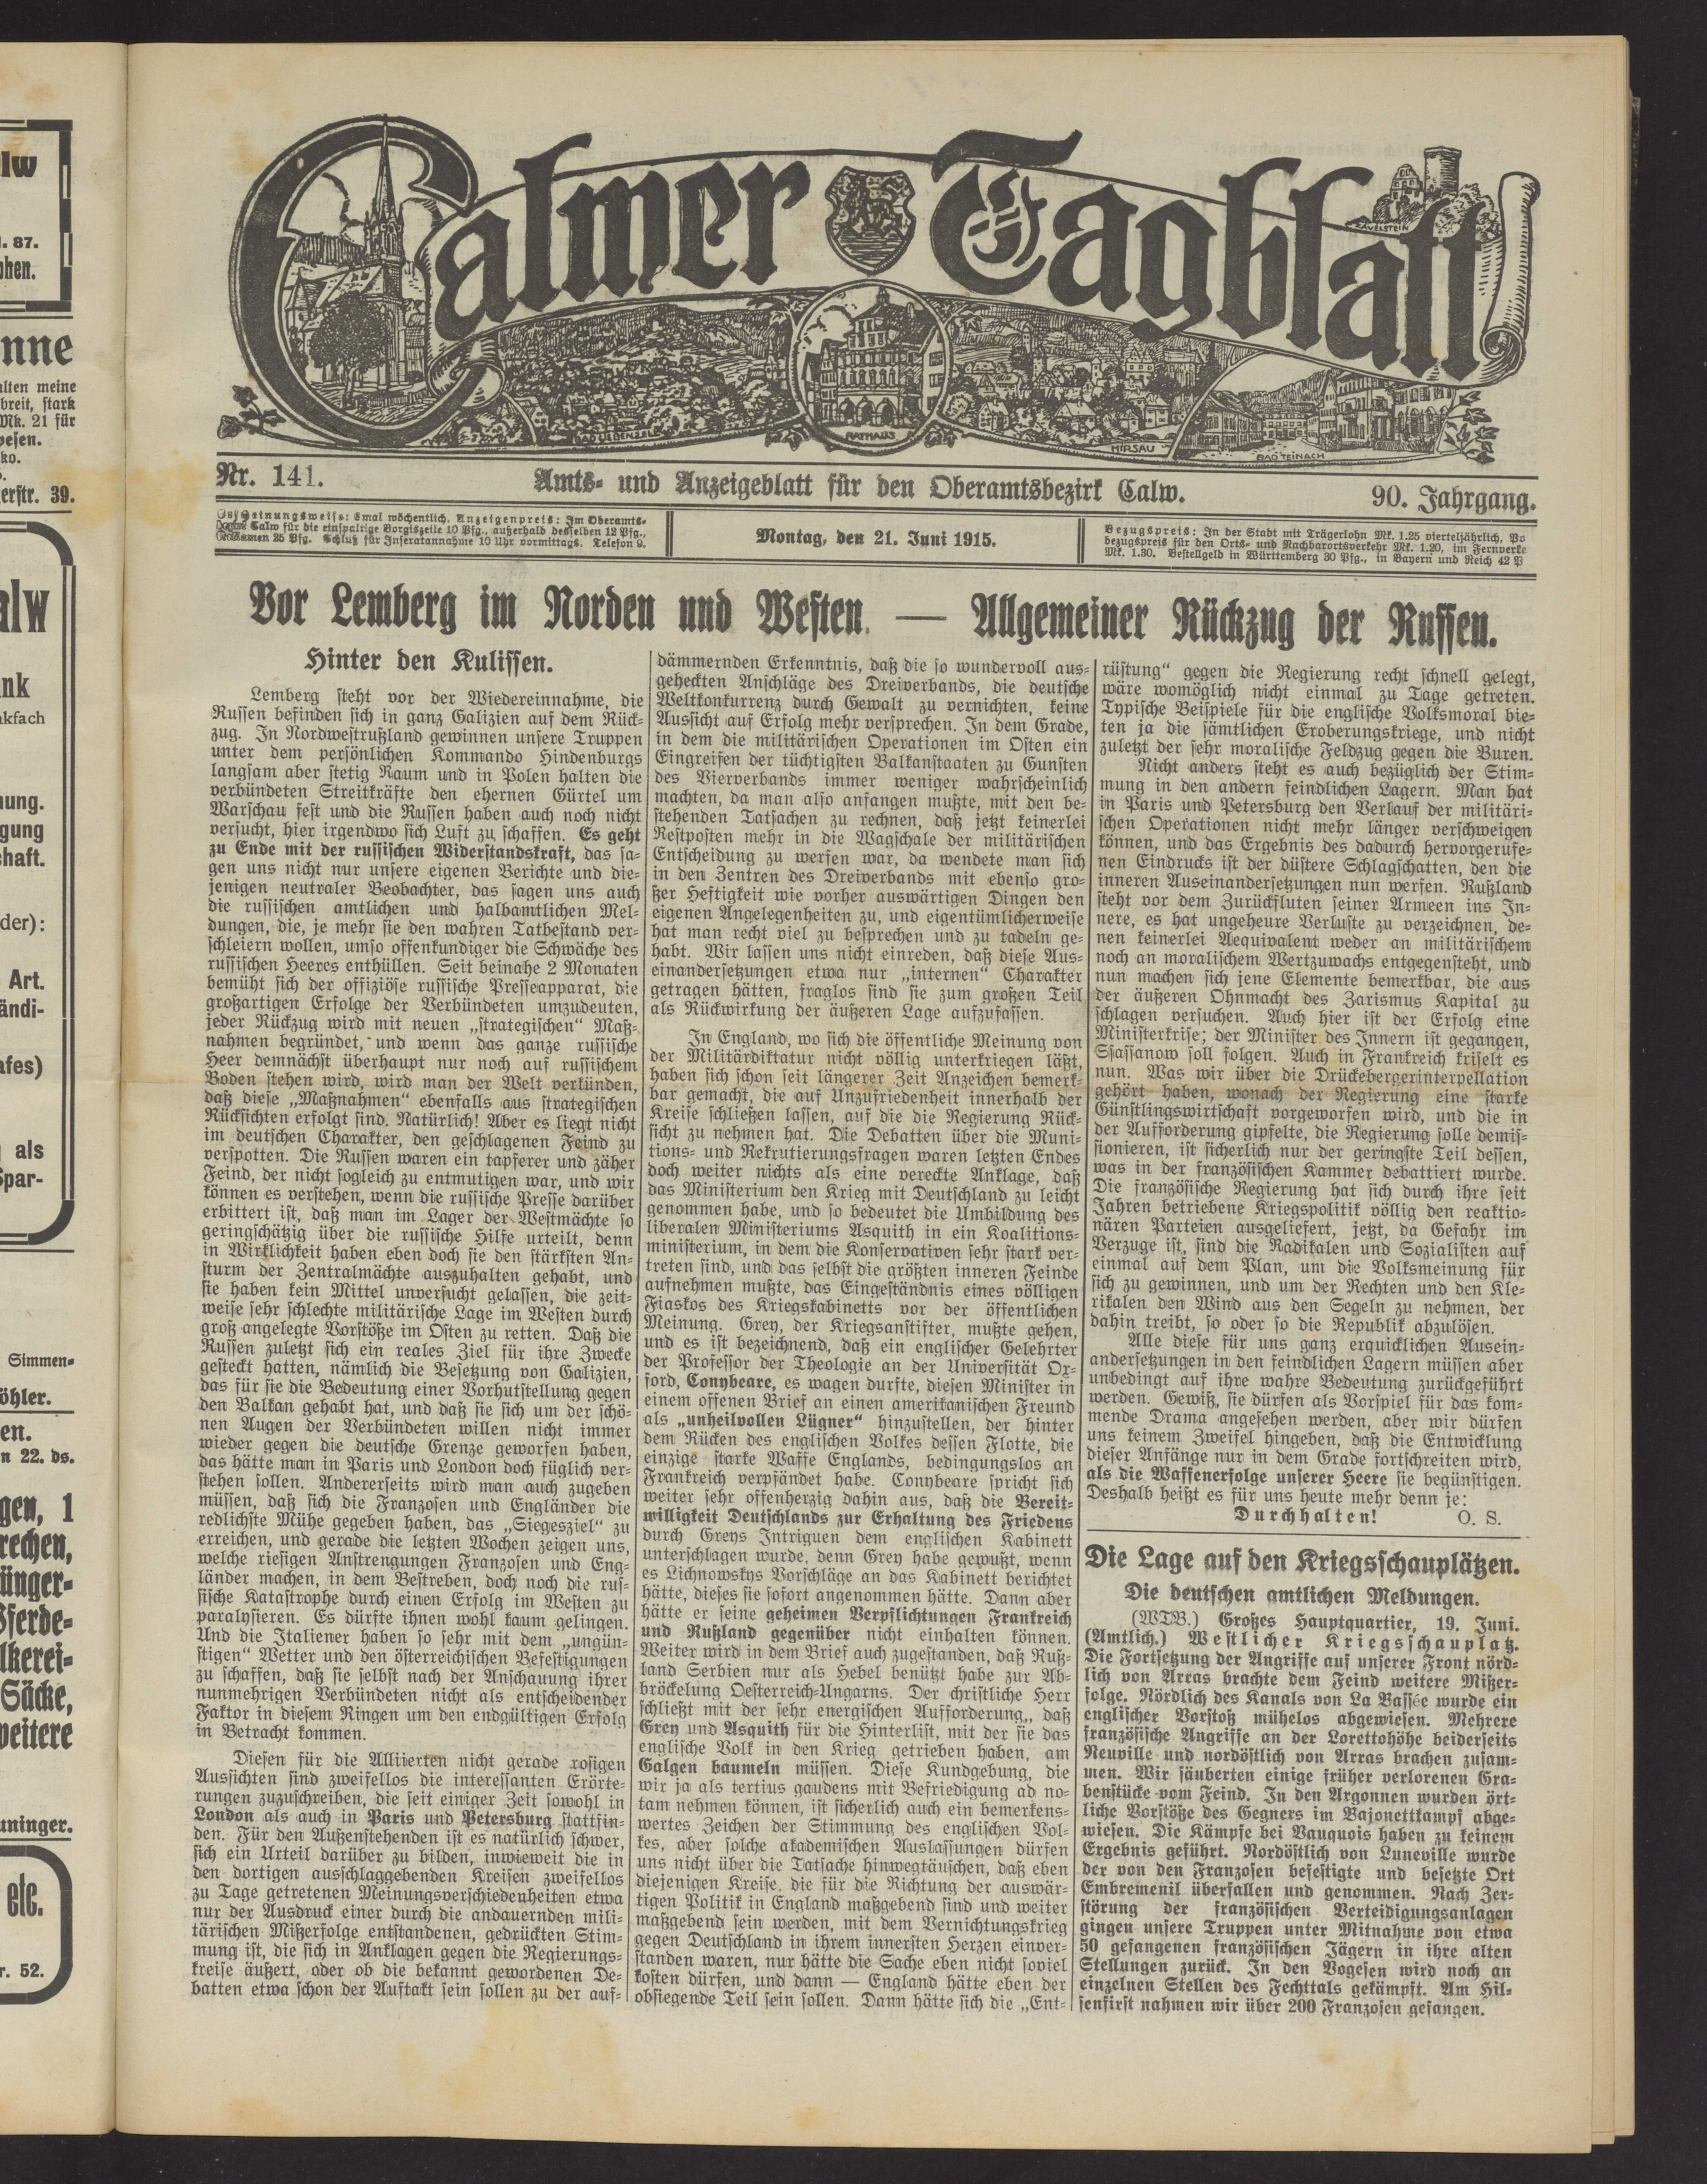 Calwer Tagblatt
ZAVELSTEIN
BAD LIEBENZELL
RATHAUS
HIRSAU
BAD TEINACH
Nr. 141.
Amts- und Anzeigeblatt für den Oberamtsbezirk Calw.
90. Jahrgang.
Erscheinungsweise: 6mal wöchentlich. Anzeigenpreis: Im Oberamts-
Calw für die einspaltige Borgiszeile 10 Pfg., außerhalb desselben 12 Pfg.,
25 Pfg. Schluß für Inseratannahme 10 Uhr vormittags. Telefon 9.
Montag, den 21. Juni 1915.
Bezugspreis: In der Stadt mit Trägerlohn Mk. 1.25 vierteljährlich, Po
bezugspreis für den Orts- und Nachbarortsverkehr Mk. 1.20, im Fernverke
Mk. 1.30. Bestellgeld in Württemberg 30 Pfg., in Bayern und Reich 42 P
Vor Lemberg im Norden und Westen. — Allgemeiner Rückzug der Russen.
Hinter den Kulissen.
Lemberg steht vor der Wiedereinnahme, die
Russen befinden sich in ganz Galizien auf dem Rück-
zug. In Nordwestrußland gewinnen unsere Truppen
unter dem persönlichen Kommando Hindenburgs
langsam aber stetig Raum und in Polen halten die
verbündeten Streitkräfte den ehernen Gürtel um
Warschau fest und die Russen haben auch noch nicht
versucht, hier irgendwo sich Luft zu schaffen. Es geht
zu Ende mit der russischen Widerstandskraft, das sa-
gen uns nicht nur unsere eigenen Berichte und die-
jenigen neutraler Beobachter, das sagen uns auch
die russischen amtlichen und halbamtlichen Mel-
dungen, die, je mehr sie den wahren Tatbestand ver-
schleiern wollen, umso offenkundiger die Schwäche des
russischen Heeres enthüllen. Seit beinahe 2 Monaten
bemüht sich der offiziöse russische Presseapparat, die
großartigen Erfolge der Verbündeten umzudeuten,
jeder Rückzug wird mit neuen „strategischen“ Maß-
nahmen begründet, und wenn das ganze russische
Heer demnächst überhaupt nur noch auf russischem
Boden stehen wird, wird man der Welt verkünden,
daß diese „Maßnahmen“ ebenfalls aus strategischen
Rücksichten erfolgt sind. Natürlich! Aber es liegt nicht
im deutschen Charakter, den geschlagenen Feind zu
verspotten. Die Russen waren ein tapferer und zäher
Feind, der nicht sogleich zu entmutigen war, und wir
können es verstehen, wenn die russische Presse darüber
erbittert ist, daß man im Lager der Westmächte so
geringschätzig über die russische Hilfe urteilt, denn
in Wirklichkeit haben eben doch sie den stärksten An-
sturm der Zentralmächte auszuhalten gehabt, und
sie haben kein Mittel unversucht gelassen, die zeit-
weise sehr schlechte militärische Lage im Westen durch
groß angelegte Vorstöße im Osten zu retten. Daß die
Russen zuletzt sich ein reales Ziel für ihre Zwecke
gesteckt hatten, nämlich die Besetzung von Galizien,
das für sie die Bedeutung einer Vorhutstellung gegen
den Balkan gehabt hat, und daß sie sich um der schö-
nen Augen der Verbündeten willen nicht immer
wieder gegen die deutsche Grenze geworfen haben,
das hätte man in Paris und London doch füglich ver-
stehen sollen. Andererseits wird man auch zugeben
müssen, daß sich die Franzosen und Engländer die
redlichste Mühe gegeben haben, das „Siegesziel“ zu
erreichen, und gerade die letzten Wochen zeigen uns,
welche riesigen Anstrengungen Franzosen und Eng-
länder machen, in dem Bestreben, doch noch die rus-
sische Katastrophe durch einen Erfolg im Westen zu
paralysieren. Es dürfte ihnen wohl kaum gelingen.
Und die Italiener haben so sehr mit dem „ungün-
stigen“ Wetter und den österreichischen Befestigungen
zu schaffen, daß sie selbst nach der Anschauung ihrer
nunmehrigen Verbündeten nicht als entscheidender
Faktor in diesem Ringen um den endgültigen Erfolg
in Betracht kommen.
Diesen für die Alliierten nicht gerade rosigen
Aussichten sind zweifellos die interessanten Erörte-
rungen zuzuschreiben, die seit einiger Zeit sowohl in
London als auch in Paris und Petersburg stattfin-
den. Für den Außenstehenden ist es natürlich schwer,
sich ein Urteil darüber zu bilden, inwieweit die in
den dortigen ausschlaggebenden Kreisen zweifellos
zu Tage getretenen Meinungsverschiedenheiten etwa
nur der Ausdruck einer durch die andauernden mili-
tärischen Mißerfolge entstandenen, gedrückten Stim-
mung ist, die sich in Anklagen gegen die Regierungs-
kreise äußert, oder ob die bekannt gewordenen De-
batten etwa schon der Auftakt sein sollen zu der auf-
dämmernden Erkenntnis, daß die so wundervoll aus-
geheckten Anschläge des Dreiverbands, die deutsche
Weltkonkurrenz durch Gewalt zu vernichten, keine
Aussicht auf Erfolg mehr versprechen. In dem Grade,
in dem die militärischen Operationen im Osten ein
Eingreifen der tüchtigsten Balkanstaaten zu Gunsten
des Vierverbands immer weniger wahrscheinlich
machten, da man also anfangen mußte, mit den be-
stehenden Tatsachen zu rechnen, daß jetzt keinerlei
Restposten mehr in die Wagschale der militärischen
Entscheidung zu werfen war, da wendete man sich
in den Zentren des Dreiverbands mit ebenso gro-
ßer Heftigkeit wie vorher auswärtigen Dingen den
eigenen Angelegenheiten zu, und eigentümlicherweise
hat man recht viel zu besprechen und zu tadeln ge-
habt. Wir lassen uns nicht einreden, daß diese Aus-
einandersetzungen etwa nur „internen“ Charakter
getragen hätten, fraglos sind sie zum großen Teil
als Rückwirkung der äußeren Lage aufzufassen.
In England, wo sich die öffentliche Meinung von
der Militärdiktatur nicht völlig unterkriegen läßt,
haben sich schon seit längerer Zeit Anzeichen bemerk-
bar gemacht, die auf Unzufriedenheit innerhalb der
Kreise schließen lassen, auf die die Regierung Rück-
sicht zu nehmen hat. Die Debatten über die Muni-
tions- und Rekrutierungsfragen waren letzten Endes
doch weiter nichts als eine vereckte Anklage, daß
das Ministerium den Krieg mit Deutschland zu leicht
genommen habe, und so bedeutet die Umbildung des
liberalen Ministeriums Asquith in ein Koalitions-
ministerium, in dem die Konservativen sehr stark ver-
treten sind, und das selbst die größten inneren Feinde
aufnehmen mußte, das Eingeständnis eines völligen
Fiaskos des Kriegskabinetts vor der öffentlichen
Meinung. Grey, der Kriegsanstifter, mußte gehen,
und es ist bezeichnend, daß ein englischer Gelehrter
der Professor der Theologie an der Universität Ox-
ford, Conybeare, es wagen durfte, diesen Minister in
einem offenen Brief an einen amerikanischen Freund
als „unheilvollen Lügner“ hinzustellen, der hinter
dem Rücken des englischen Volkes dessen Flotte, die
einzige starke Waffe Englands, bedingungslos an
Frankreich verpfändet habe. Conybeare spricht sich
weiter sehr offenherzig dahin aus, daß die Bereit-
willigkeit Deutschlands zur Erhaltung des Friedens
durch Greys Intriguen dem englischen Kabinett
unterschlagen wurde, denn Grey habe gewußt, wenn
es Lichnowskys Vorschläge an das Kabinett berichtet
hätte, dieses sie sofort angenommen hätte. Dann aber
hätte er seine geheimen Verpflichtungen Frankreich
und Rußland gegenüber nicht einhalten können.
Weiter wird in dem Brief auch zugestanden, daß Ruß-
land Serbien nur als Hebel benützt habe zur Ab-
bröckelung Oesterreich-Ungarns. Der christliche Herr
schließt mit der sehr energischen Aufforderung,, daß
Grey und Asquith für die Hinterlist, mit der sie das
englische Volk in den Krieg getrieben haben, am
Galgen baumeln müssen. Diese Kundgebung, die
wir ja als tertius gaudens mit Befriedigung ad no-
tam nehmen können, ist sicherlich auch ein bemerkens-
wertes Zeichen der Stimmung des englischen Vol-
kes, aber solche akademischen Auslassungen dürfen
uns nicht über die Tatsache hinwegtäuschen, daß eben
diejenigen Kreise, die für die Richtung der auswär-
tigen Politik in England maßgebend sind und weiter
maßgebend sein werden, mit dem Vernichtungskrieg
gegen Deutschland in ihrem innersten Herzen einver-
standen waren, nur hätte die Sache eben nicht soviel
kosten dürfen, und dann — England hätte eben der
obsiegende Teil sein sollen. Dann hätte sich die „Ent-
rüstung“ gegen die Regierung recht schnell gelegt,
wäre womöglich nicht einmal zu Tage getreten.
Typische Beispiele für die englische Volksmoral bie-
ten ja die sämtlichen Eroberungskriege, und nicht
zuletzt der sehr moralische Feldzug gegen die Buren.
Nicht anders steht es auch bezüglich der Stim-
mung in den andern feindlichen Lagern. Man hat
in Paris und Petersburg den Verlauf der militäri-
schen Operationen nicht mehr länger verschweigen
können, und das Ergebnis des dadurch hervorgerufe-
nen Eindrucks ist der düstere Schlagschatten, den die
inneren Auseinandersetzungen nun werfen. Rußland
steht vor dem Zurückfluten seiner Armeen ins In-
nere, es hat ungeheure Verluste zu verzeichnen, de-
nen keinerlei Aequivalent weder an militärischem
noch an moralischem Wertzuwachs entgegensteht, und
nun machen sich jene Elemente bemerkbar, die aus
der äußeren Ohnmacht des Zarismus Kapital zu
schlagen versuchen. Auch hier ist der Erfolg eine
Ministerkrise; der Minister des Innern ist gegangen,
Ssassanow soll folgen. Auch in Frankreich kriselt es
nun. Was wir über die Drückebergerinterpellation
gehört haben, wonach der Regierung eine starke
Günstlingswirtschaft vorgeworfen wird, und die in
der Aufforderung gipfelte, die Regierung solle demis-
sionieren, ist sicherlich nur der geringste Teil dessen,
was in der französischen Kammer debattiert wurde.
Die französische Regierung hat sich durch ihre seit
Jahren betriebene Kriegspolitik völlig den reaktio-
nären Parteien ausgeliefert, jetzt, da Gefahr im
Verzuge ist, sind die Radikalen und Sozialisten auf
einmal auf dem Plan, um die Volksmeinung für
sich zu gewinnen, und um der Rechten und den Kle-
rikalen den Wind aus den Segeln zu nehmen, der
dahin treibt, so oder so die Republik abzulösen.
Alle diese für uns ganz erquicklichen Ausein-
andersetzungen in den feindlichen Lagern müssen aber
unbedingt auf ihre wahre Bedeutung zurückgeführt
werden. Gewiß, sie dürfen als Vorspiel für das kom-
mende Drama angesehen werden, aber wir dürfen
uns keinem Zweifel hingeben, daß die Entwicklung
dieser Anfänge nur in dem Grade fortschreiten wird,
als die Waffenerfolge unserer Heere sie begünstigen.
Deshalb heißt es für uns heute mehr denn je:
Durchhalten! O. S.
Die Lage auf den Kriegsschauplätzen.
Die deutschen amtlichen Meldungen.
(WTB.) Großes Hauptquartier, 19. Juni.
(Amtlich.) Westlicher Kriegsschauplatz.
Die Fortsetzung der Angriffe auf unserer Front nörd-
lich von Arras brachte dem Feind weitere Mißer-
folge. Nördlich des Kanals von La Bassée wurde ein
englischer Vorstoß mühelos abgewiesen. Mehrere
französische Angriffe an der Lorettohöhe beiderseits
Neuville und nordöstlich von Arras brachen zusam-
men. Wir säuberten einige früher verlorenen Gra-
benstücke vom Feind. In den Argonnen wurden ört-
liche Vorstöße des Gegners im Bajonettkampf abge-
wiesen. Die Kämpfe bei Vauquois haben zu keinem
Ergebnis geführt. Nordöstlich von Luneville wurde
der von den Franzosen befestigte und besetzte Ort
Embremenil überfallen und genommen. Nach Zer-
störung der französischen Verteidigungsanlagen
gingen unsere Truppen unter Mitnahme von etwa
50 gefangenen französischen Jägern in ihre alten
Stellungen zurück. In den Vogesen wird noch an
einzelnen Stellen des Fechttals gekämpft. Am Hil-
senfirst nahmen wir über 200 Franzosen gefangen.